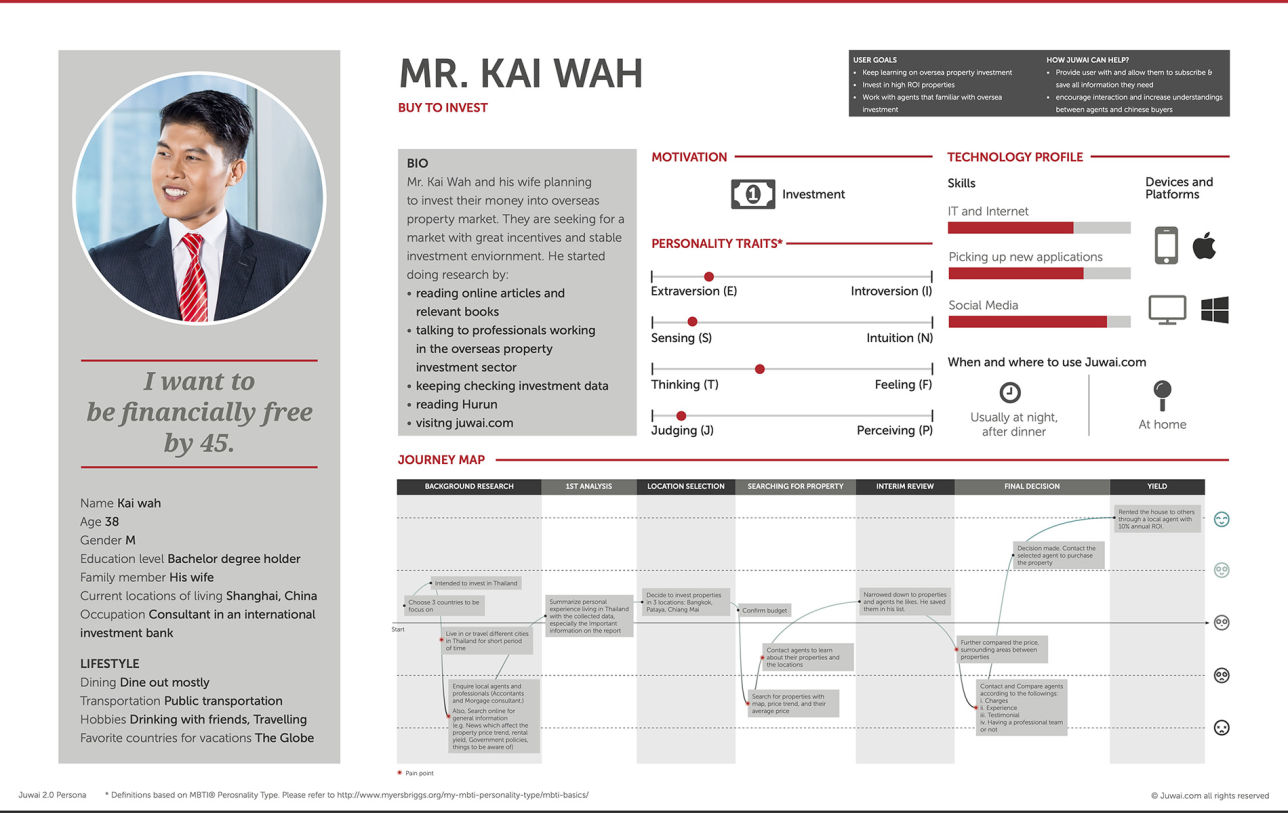 MR. KAI WAH
BUY TO INVEST
USER GOALS
• Keep learning on oversea property investment
• Invest in high ROI properties
• Work with agents that familiar with oversea
investment
HOW JUWAI CAN HELP?
• Provide user with and allow them to subscribe &
save all information they need
• encourage interaction and increase understandings
between agents and chinese buyers
I want to
be financially free
by 45.
Name Kai wah
Age 38
Gender M
Education level Bachelor degree holder
Family member His wife
Current locations of living Shanghai, China
Occupation Consultant in an international
investment bank
LIFESTYLE
Dining Dine out mostly
Transportation Public transportation
Hobbies Drinking with friends, Travelling
Favorite countries for vacations The Globe
BIO
Mr. Kai Wah and his wife planning
to invest their money into overseas
property market. They are seeking for a
market with great incentives and stable
investment enviornment. He started
doing research by:
• reading online articles and
relevant books
• talking to professionals working
in the overseas property
investment sector
• keeping checking investment data
• reading Hurun
• visitng juwai.com
MOTIVATION
1
Investment
PERSONALITY TRAITS*
Extraversion (E) Introversion (I)
Sensing (S) Intuition (N)
Thinking (T) Feeling (F)
Judging (J) Perceiving (P)
TECHNOLOGY PROFILE
Skills
IT and Internet
Picking up new applications
Social Media
Devices and
Platforms
When and where to use Juwai.com
Usually at night,
after dinner
At home
JOURNEY MAP
BACKGROUND RESEARCH 1ST ANALYSIS LOCATION SELECTION SEARCHING FOR PROPERTY INTERIM REVIEW FINAL DECISION YIELD
Start
Choose 3 countries to be
focus on
Intended to invest in Thailand
Live in or travel different cities
in Thailand for short period
of time
Enquire local agents and
professionals (Accontants
and Morgage consultant.)
Also, Search online for
general information
(e.g. News which affect the
property price trend, rental
yield, Government policies,
things to be aware of)
Summarize personal
experience living in Thailand
with the collected data,
especially the Important
information on the report
Decide to invest properties
in 3 locations: Bangkok,
Pataya, Chiang Mai
Confirm budget
Contact agents to learn
about their properties and
the locations
Search for properties with
map, price trend, and their
average price
Narrowed down to properties
and agents he likes. He saved
them in his list.
Further compared the price,
surrounding areas between
properties
Contact and Compare agents
according to the followings:
i. Charges
ii. Experience
iii. Testimonial
iv. Having a professional team
or not
Decision made. Contact the
selected agent to purchase
the property
Rented the house to others
through a local agent with
10% annual ROI.
Pain point
Juwai 2.0 Persona
* Definitions based on MBTI® Perosnality Type. Please refer to http://www.myersbriggs.org/my-mbti-personality-type/mbti-basics/
© Juwai.com all rights reserved